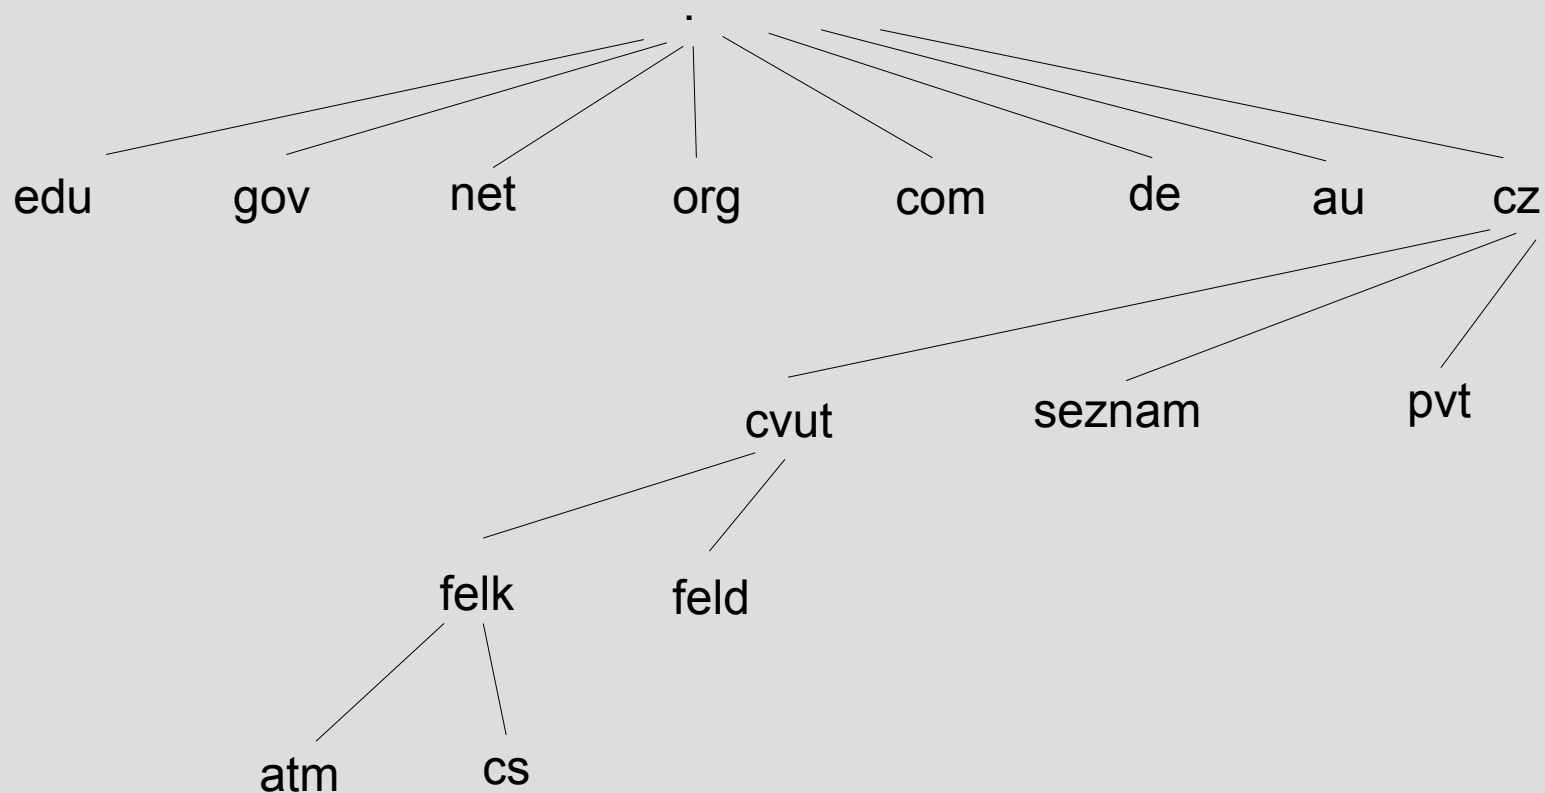 .
edu gov net org com de au cz
cvut seznam pvt
felk feld
atm cs